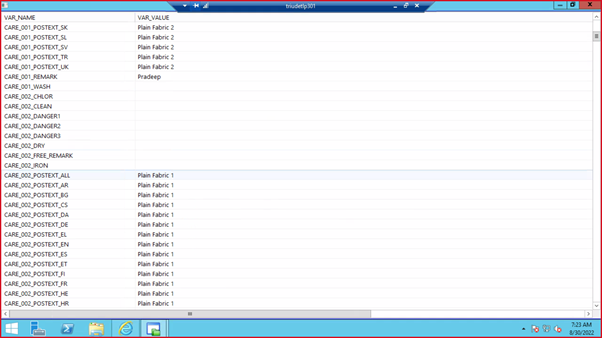 triudetlp301
VAR_NAME VAR_VALUE
CARE_001_POSTEXT_SK Plain Fabric 2
CARE_001_POSTEXT_SL Plain Fabric 2
CARE_001_POSTEXT_SV Plain Fabric 2
CARE_001_POSTEXT_TR Plain Fabric 2
CARE_001_POSTEXT_UK Plain Fabric 2
CARE_001_REMARK Pradeep
CARE_001_WASH
CARE_002_CHLOR
CARE_002_CLEAN
CARE_002_DANGER1
CARE_002_DANGER2
CARE_002_DANGER3
CARE_002_DRY
CARE_002_FREE_REMARK
CARE_002_IRON
CARE_002_POSTEXT_ALL Plain Fabric 1
CARE_002_POSTEXT_AR Plain Fabric 1
CARE_002_POSTEXT_BG Plain Fabric 1
CARE_002_POSTEXT_CS Plain Fabric 1
CARE_002_POSTEXT_DA Plain Fabric 1
CARE_002_POSTEXT_DE Plain Fabric 1
CARE_002_POSTEXT_EL Plain Fabric 1
CARE_002_POSTEXT_EN Plain Fabric 1
CARE_002_POSTEXT_ES Plain Fabric 1
CARE_002_POSTEXT_ET Plain Fabric 1
CARE_002_POSTEXT_FI Plain Fabric 1
CARE_002_POSTEXT_FR Plain Fabric 1
CARE_002_POSTEXT_HE Plain Fabric 1
CARE_002_POSTEXT_HR Plain Fabric 1
7:23 AM
8/30/2022